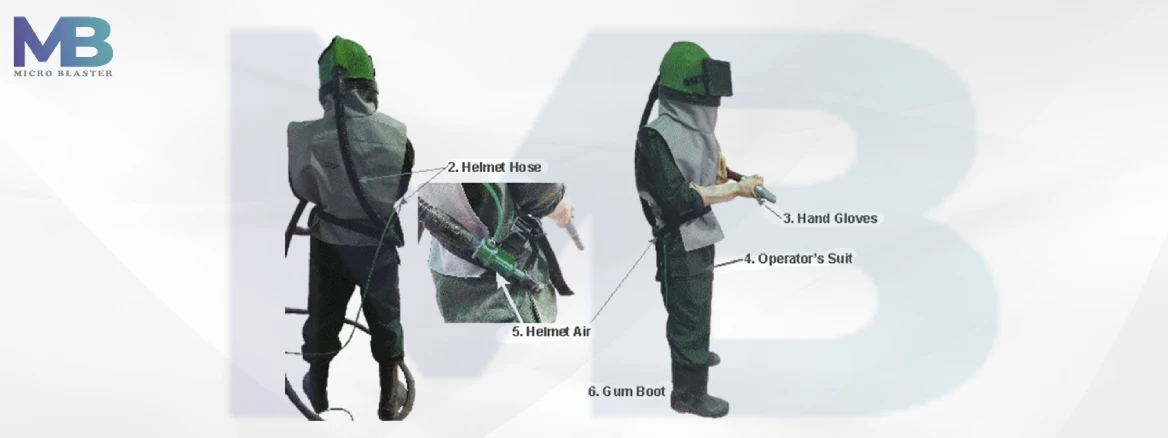 MB
MICRO BLASTER
2. Helmet Hose
3. Hand Gloves
4. Operator's Suit
5. Helmet Air
6. Gum Boot